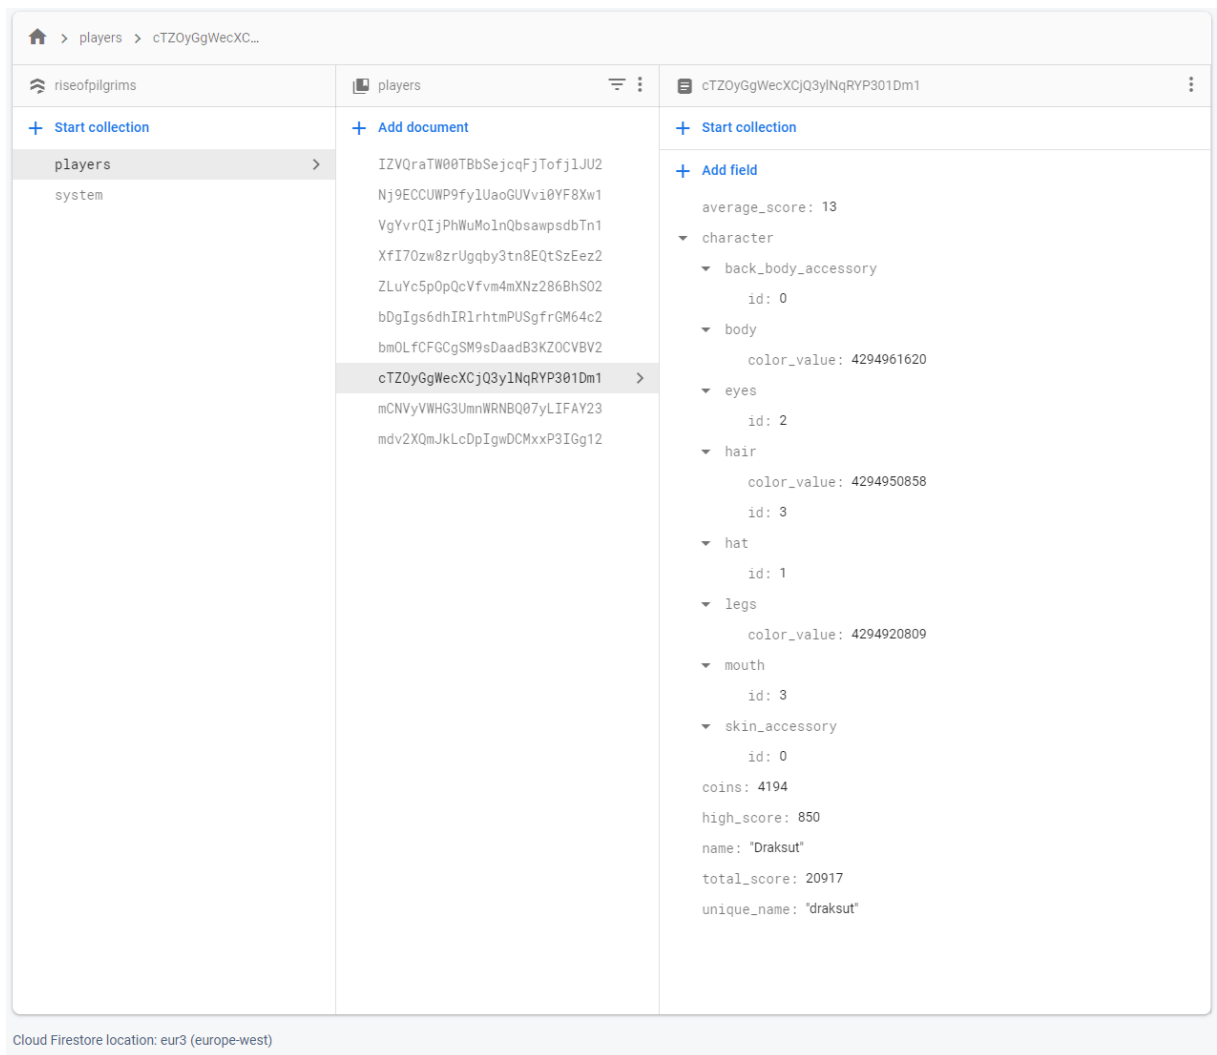 players
cTZOyGgWecXC...
riseofpilgrims
Start collection
players
system
players
Add document
IZVQraTW00TBbSejcqFjTofjlJU2
Nj9ECCUWP9fylUaoGUVvi0YF8Xw1
VgYvrQIjPhWuMolnQbsawpsdbTn1
XfI7Ozw8zrUgqby3tn8EQtSzEez2
ZLuYc5pOpQcVfvm4mXNz286BhSO2
bDgIgs6dhIRlrhtmPUSgfrGM64c2
bmOLfCFGCgSM9sDaadB3KZOCVBV2
cTZOyGgWecXCjQ3ylNqRYP301Dm1
mCNVyVWHG3UmnWRNBQ07yLIFAY23
mdv2XQmJkLcDpIgwDCMxxP3IGg12
cTZOyGgWecXCjQ3ylNqRYP301Dm1
Start collection
Add field
average_score: 13
character
back_body_accessory
id: 0
body
color_value: 4294961620
eyes
id: 2
hair
color_value: 4294950858
id: 3
hat
id: 1
legs
color_value: 4294920809
mouth
id: 3
skin_accessory
id: 0
coins: 4194
high_score: 850
name: "Draksut"
total_score: 20917
unique_name: "draksut"
Cloud Firestore location: eur3 (europe-west)